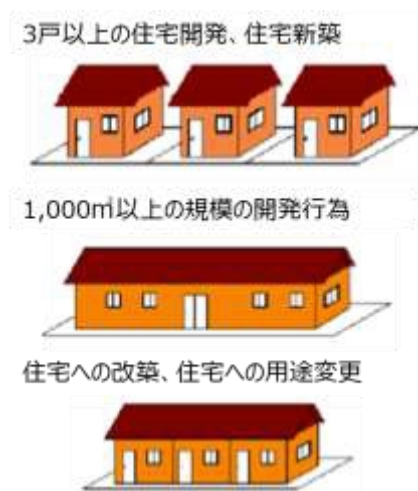 3戸以上の住宅開発、住宅新築
1,000㎡以上の規模の開発行為
住宅への改築、住宅への用途変更